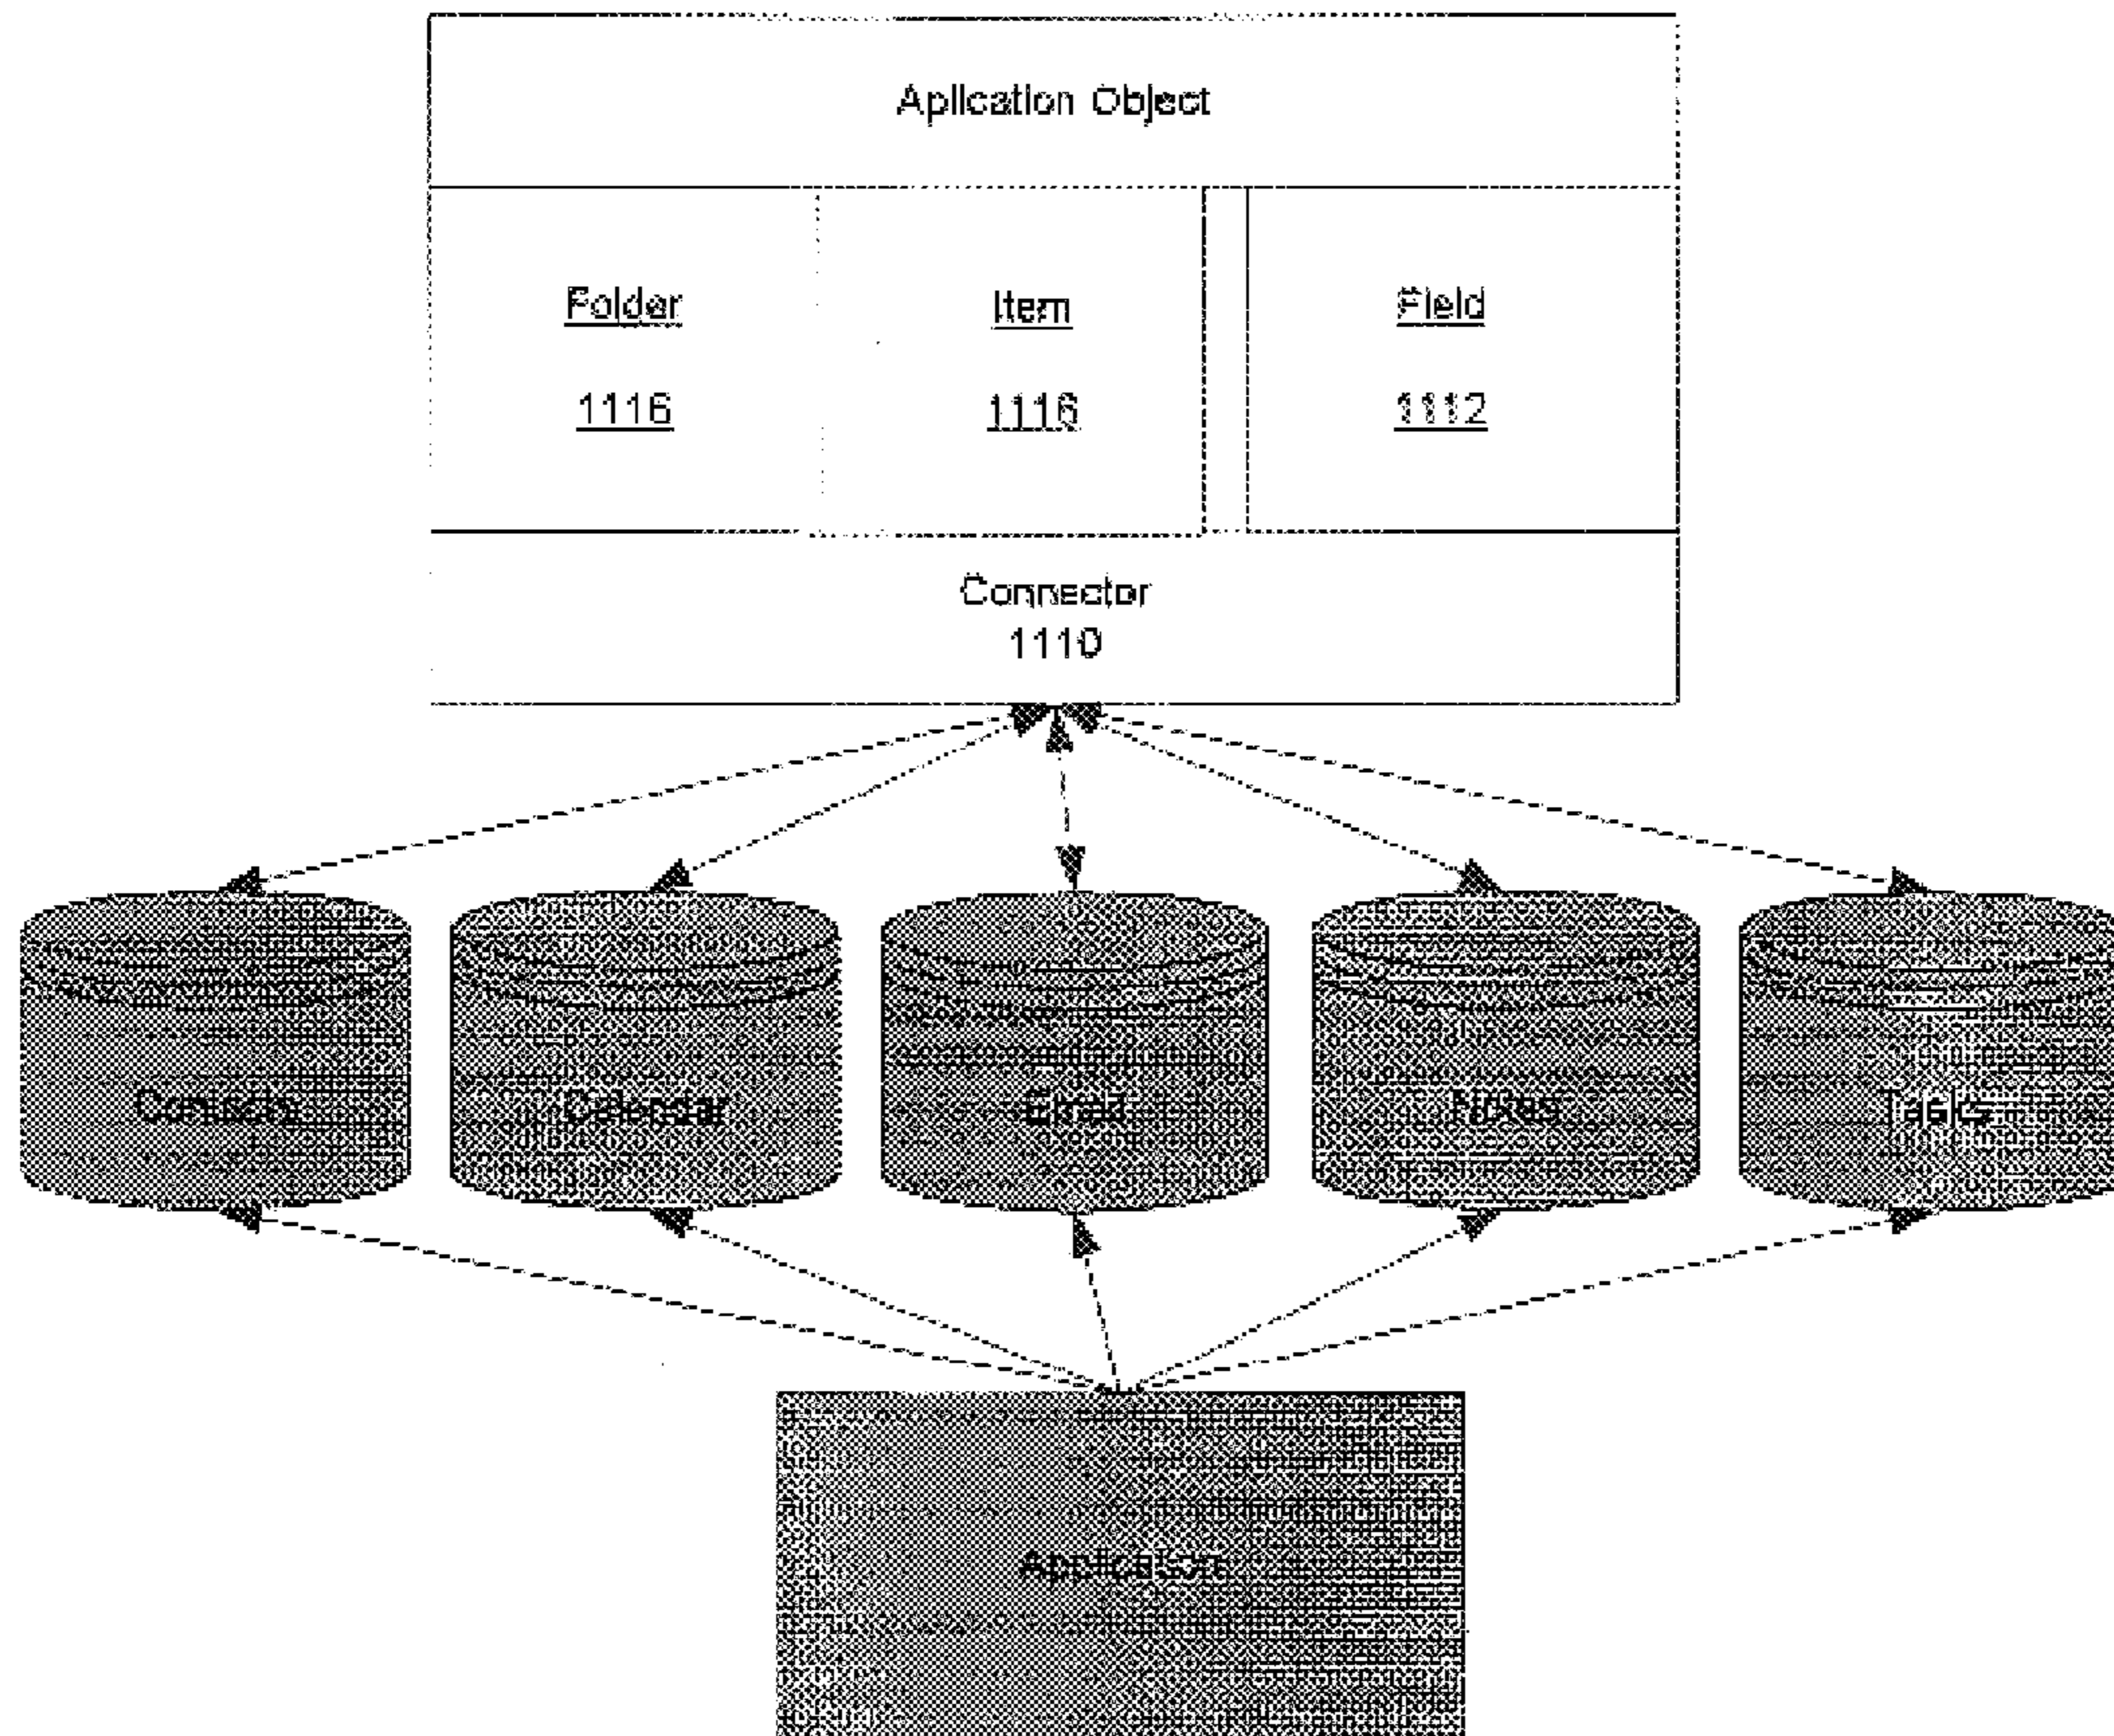 Aplication Object
Folder
Item
Field
1116
1116
1112
Connector
1110
Contacts
Calendar
Email
Notes
Tasks
Application